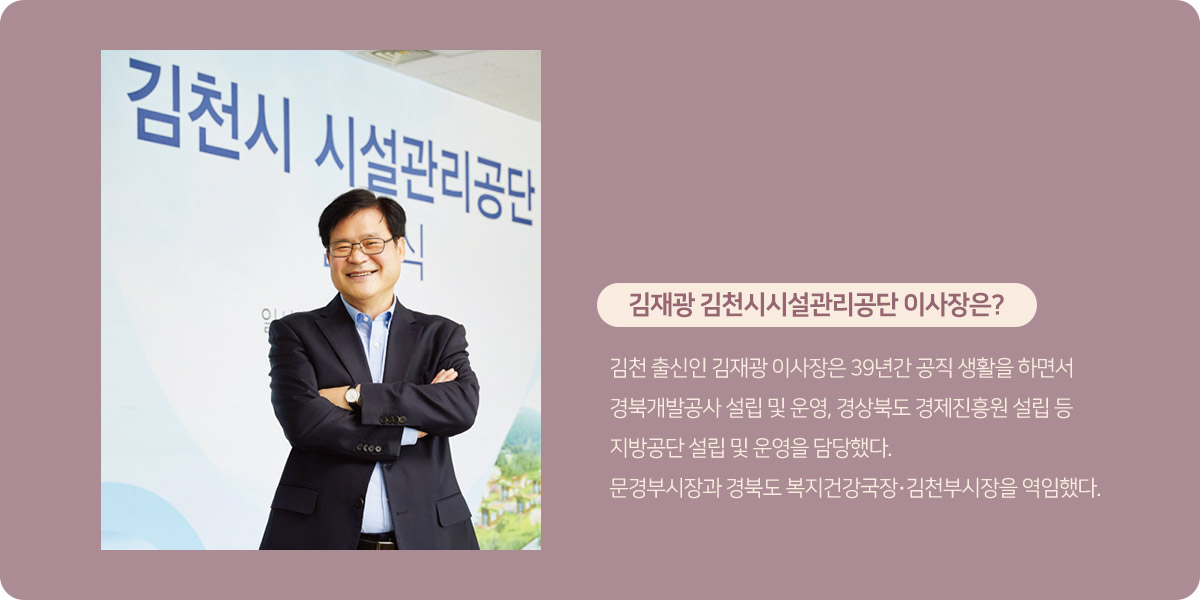 김천시 시설관리공단
식
김재광 김천시시설관리공단 이사장은?
김천 출신인 김재광 이사장은 39년간 공직 생활을 하면서
경북개발공사 설립 및 운영, 경상북도 경제진흥원 설립 등
지방공단 설립 및 운영을 담당했다.
문경부시장과 경북도 복지건강국장·김천부시장을 역임했다.